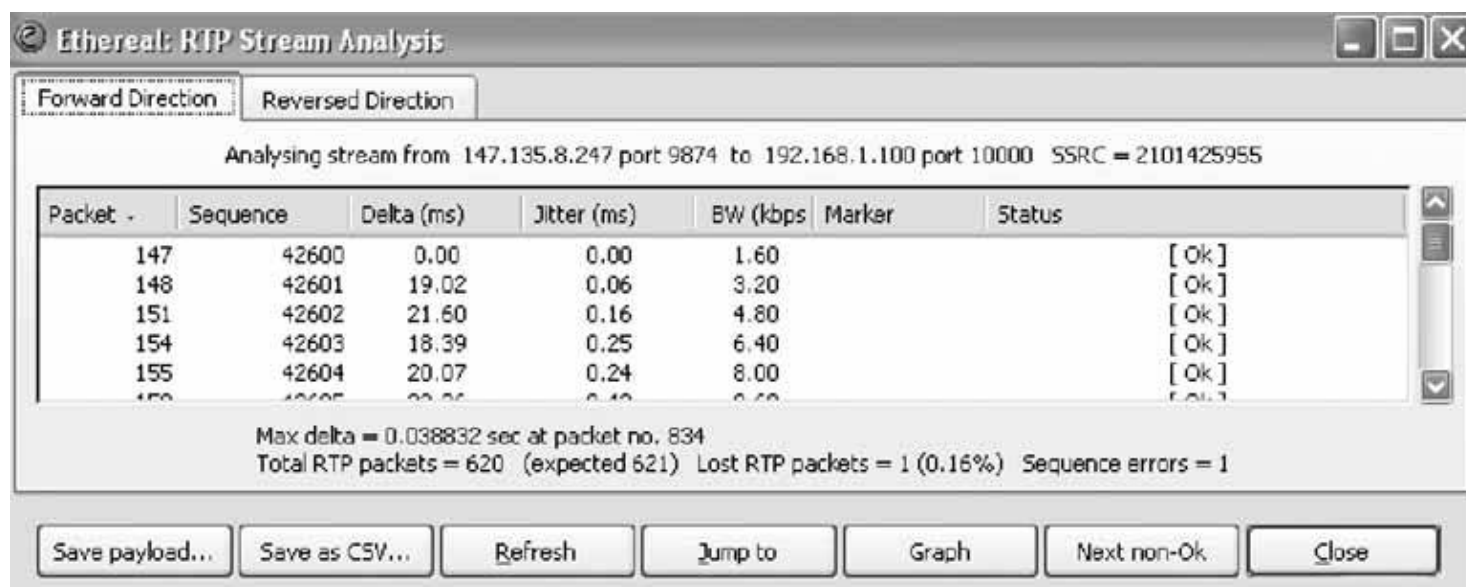 Ethereal: RTP Stream Analysis
Forward Direction Reversed Direction
Analysing stream from 147.135.8.247 port 9874 to 192.168.1.100 port 10000 SSRC = 2101425955
Packet Sequence Delta (ms) Jitter (ms) BW (kbps Marker Status
147 42600 0.00 0.00 1.60 [ Ok ]
148 42601 19.02 0.06 3.20 [ Ok ]
151 42602 21.60 0.16 4.80 [ Ok ]
154 42603 18.39 0.25 6.40 [ Ok ]
155 42604 20.07 0.24 8.00 [ Ok ]
Max delta = 0.038832 sec at packet no. 834
Total RTP packets = 620 (expected 621) Lost RTP packets = 1 (0.16%) Sequence errors = 1
Save payload... Save as CSV... Refresh Jump to Graph Next non-Ok Close